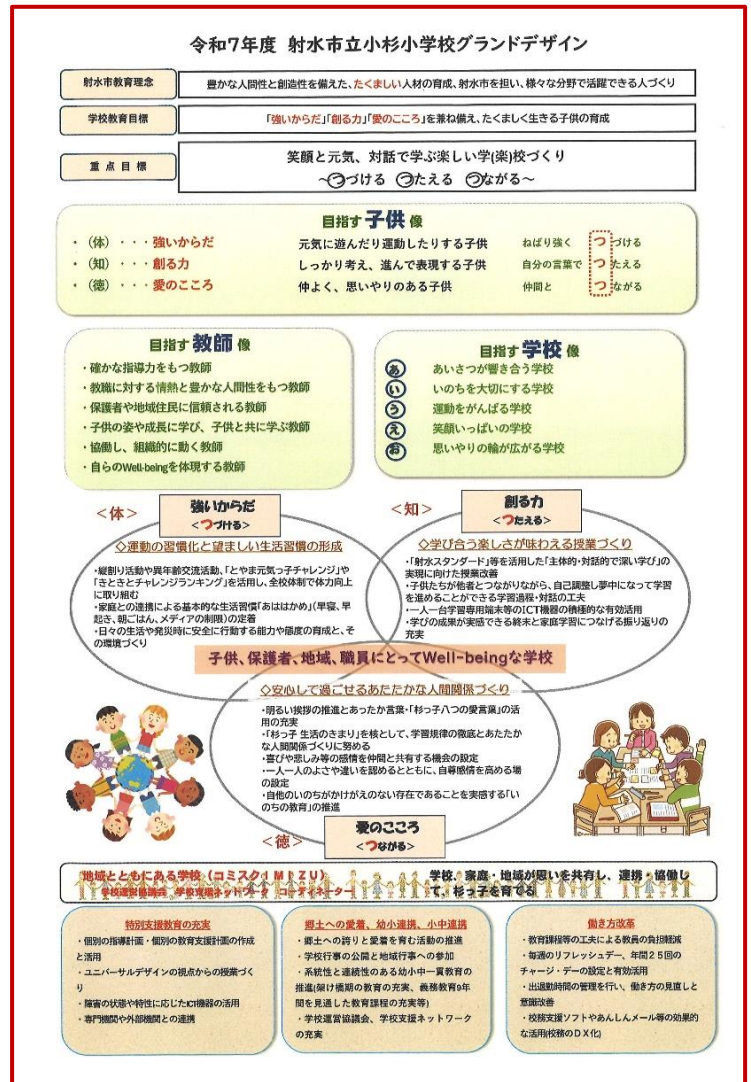 令和7年度 射水市立小杉小学校グランドデザイン
射水市教育理念
豊かな人間性と創造性を備えた、たくましい人材の育成、射水市を担い、様々な分野で活躍できる人づくり
学校教育目標
「強いからだ」「創る力」「愛のこころ」を兼ね備え、たくましく生きる子供の育成
重点目標
笑顔と元気、対話で学ぶ楽しい学(楽)校づくり
～つづける つたえる つながる～
目指す子供像
・（体）・・・強いからだ 元気に遊んだり運動したりする子供 ねばり強く つづける
・（知）・・・創る力 しっかり考え、進んで表現する子供 自分の言葉で つたえる
・（徳）・・・愛のこころ 仲よく、思いやりのある子供 仲間と つながる
目指す教師像
・確かな指導力をもつ教師
・教職に対する情熱と豊かな人間性をもつ教師
・保護者や地域住民に信頼される教師
・子供の姿や成長に学び、子供と共に学ぶ教師
・協働し、組織的に動く教師
・自らのWell-beingを体現する教師
目指す学校像
あ あいさつが響き合う学校
い いのちを大切にする学校
う 運動をがんばる学校
え 笑顔いっぱいの学校
お 思いやりの輪が広がる学校
＜体＞
強いからだ
＜つづける＞
◇運動の習慣化と望ましい生活習慣の形成
・縦割り活動や異年齢交流活動、「とやま元気っ子チャレンジ」や
「きときとチャレンジランキング」を活用し、全校体制で体力向上
に取り組む
・家庭との連携による基本的な生活習慣「あははかめ」（早寝、早
起き、朝ごはん、メディアの制限）の定着
・日々の生活や発災時に安全に行動する能力や態度の育成と、そ
の環境づくり
＜知＞
創る力
＜つたえる＞
◇学び合う楽しさが味わえる授業づくり
・「射水スタンダード」等を活用した「主体的・対話的で深い学び」の
実現に向けた授業改善
・子供たちが他者とつながりながら、自己調整し夢中になって学習
を進めることができる学習過程・対話の工夫
・一人一台学習専用端末等のICT機器の積極的な有効活用
・学びの成果が実感できる終末と家庭学習につなげる振り返りの
充実
子供、保護者、地域、職員にとってWell-beingな学校
◇安心して過ごせるあたたかな人間関係づくり
・明るい挨拶の推進とあったか言葉・「杉っ子八つの愛言葉」の活
用の充実
・「杉っ子 生活のきまり」を核として、学習規律の徹底とあたたか
な人間関係づくりに努める
・喜びや悲しみ等の感情を仲間と共有する機会の設定
・一人一人のよさや違いを認めるとともに、自尊感情を高める場
の設定
・自他のいのちがかけがえのない存在であることを実感する「い
のちの教育」の推進
＜徳＞
愛のこころ
＜つながる＞
地域とともにある学校（コミスクIMIZU）
学校運営協議会 学校支援ネットワーク コーディネーター
学校、家庭・地域が思いを共有し、連携・協働し
て、杉っ子を育てる
特別支援教育の充実
・個別の指導計画・個別の教育支援計画の作成
と活用
・ユニバーサルデザインの視点からの授業づく
り
・障害の状態や特性に応じたICT機器の活用
・専門機関や外部機関との連携
郷土への愛着、幼小連携、小中連携
・郷土への誇りと愛着を育む活動の推進
・学校行事の公開と地域行事への参加
・系統性と連続性のある幼小中一貫教育の
推進(架け橋期の教育の充実、義務教育9年
間を見通した教育課程の充実等)
・学校運営協議会、学校支援ネットワーク
の充実
働き方改革
・教育課程等の工夫による教員の負担軽減
・毎週のリフレッシュデー、年間25回の
チャージ・デーの設定と有効活用
・出退勤時間の管理を行い、働き方の見直しと
意識改善
・校務支援ソフトやあんしんメール等の効果的
な活用(校務のDX化)